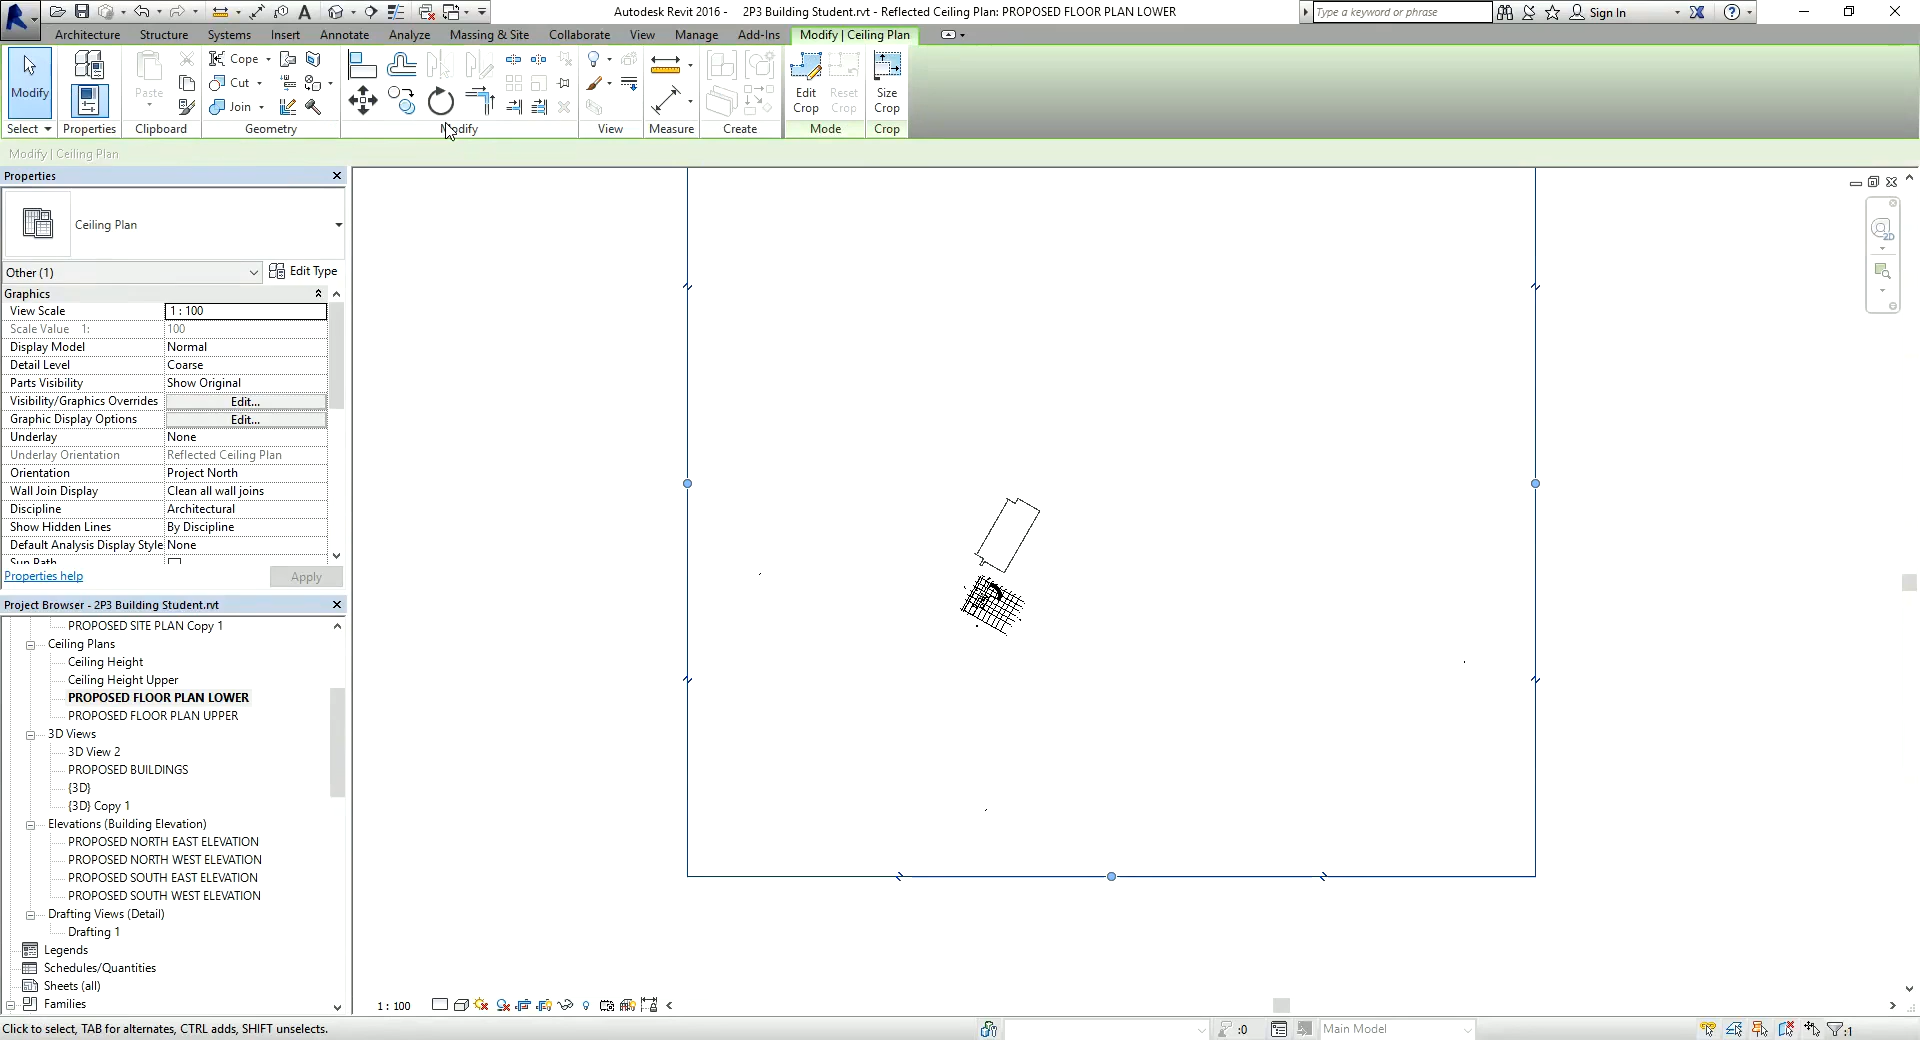 Autodesk Revit 2016 - 2P3 Building Student.rvt - Reflected Ceiling Plan: PROPOSED FLOOR PLAN LOWER
Type a keyword or phrase
Sign In
Architecture Structure Systems Insert Annotate Analyze Massing & Site Collaborate View Manage Add-Ins Modify | Ceiling Plan
Modify Paste Cope Cut Join Edit Crop Reset Crop Size Crop
Select Properties Clipboard Geometry Modify View Measure Create Mode Crop
Modify | Ceiling Plan
Properties
Ceiling Plan
Other (1) Edit Type
Graphics
View Scale 1 : 100
Scale Value 1: 100
Display Model Normal
Detail Level Coarse
Parts Visibility Show Original
Visibility/Graphics Overrides Edit...
Graphic Display Options Edit...
Underlay None
Underlay Orientation Reflected Ceiling Plan
Orientation Project North
Wall Join Display Clean all wall joins
Discipline Architectural
Show Hidden Lines By Discipline
Default Analysis Display Style None
Sun Path
Properties help Apply
Project Browser - 2P3 Building Student.rvt
PROPOSED SITE PLAN Copy 1
Ceiling Plans
Ceiling Height
Ceiling Height Upper
PROPOSED FLOOR PLAN LOWER
PROPOSED FLOOR PLAN UPPER
3D Views
3D View 2
PROPOSED BUILDINGS
{3D}
{3D} Copy 1
Elevations (Building Elevation)
PROPOSED NORTH EAST ELEVATION
PROPOSED NORTH WEST ELEVATION
PROPOSED SOUTH EAST ELEVATION
PROPOSED SOUTH WEST ELEVATION
Drafting Views (Detail)
Drafting 1
Legends
Schedules/Quantities
Sheets (all)
Families
2D
1 : 100
Click to select, TAB for alternates, CTRL adds, SHIFT unselects.
:0
Main Model
:1